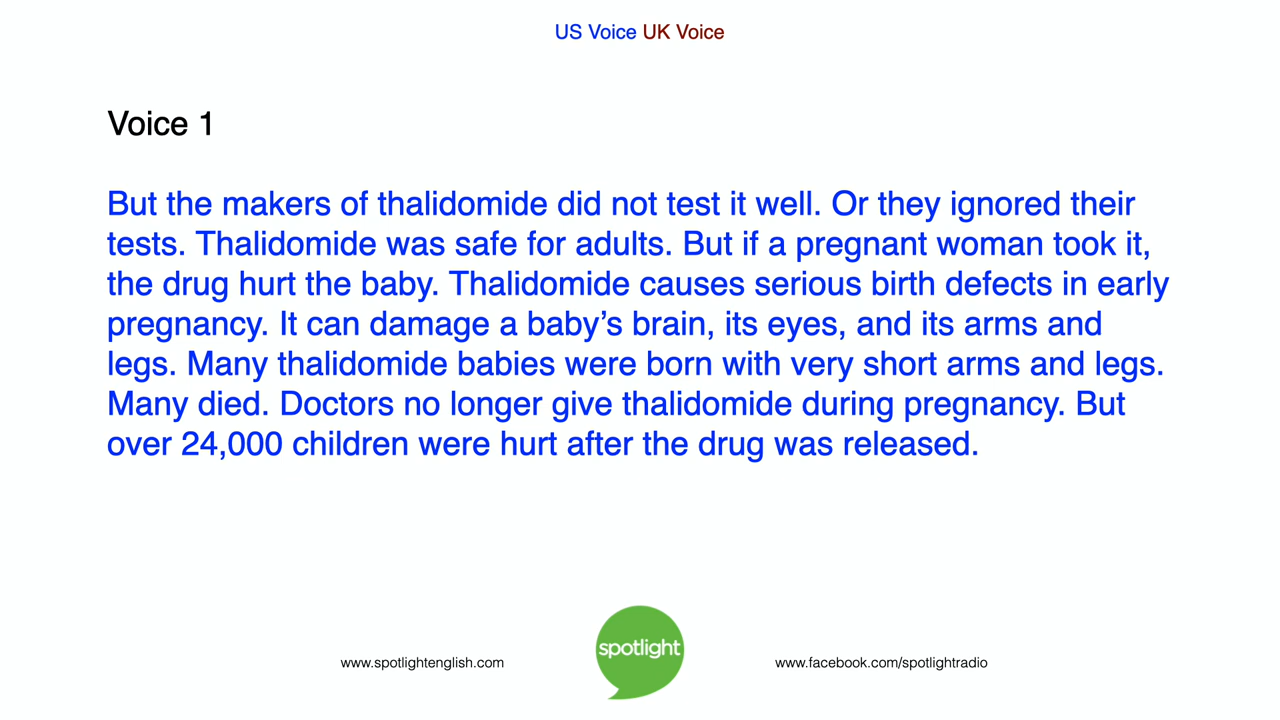 US Voice UK Voice
Voice 1
But the makers of thalidomide did not test it well. Or they ignored their
tests. Thalidomide was safe for adults. But if a pregnant woman took it,
the drug hurt the baby. Thalidomide causes serious birth defects in early
pregnancy. It can damage a baby’s brain, its eyes, and its arms and
legs. Many thalidomide babies were born with very short arms and legs.
Many died. Doctors no longer give thalidomide during pregnancy. But
over 24,000 children were hurt after the drug was released.
spotlight
www.spotlightenglish.com
www.facebook.com/spotlightradio